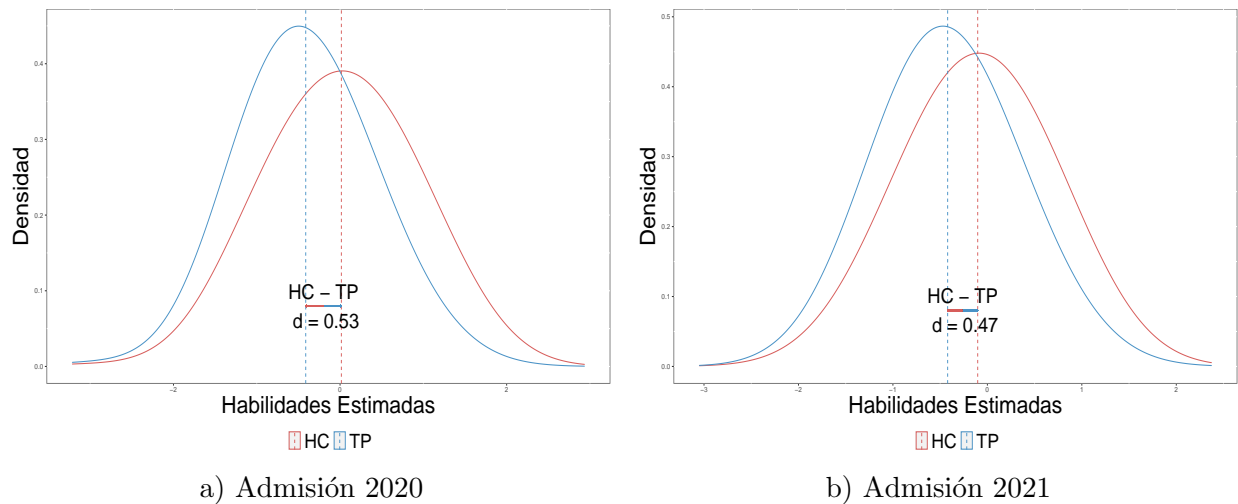 Densidad
0.4
0.3
0.2
0.1
0.0
HC − TP
d = 0.53
−2
0
2
Habilidades Estimadas
HC TP
a) Admisión 2020
Densidad
0.5
0.4
0.3
0.2
0.1
0.0
HC − TP
d = 0.47
−3
−2
−1
0
1
2
Habilidades Estimadas
HC TP
b) Admisión 2021